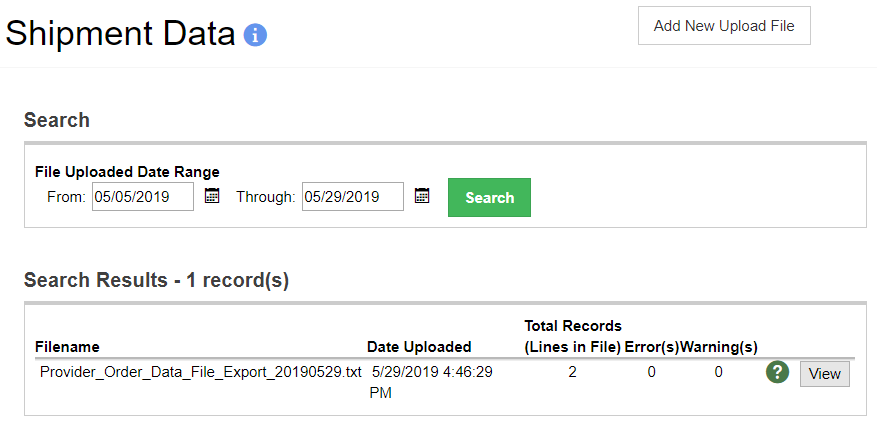 Shipment Data
Add New Upload File
Search
File Uploaded Date Range
From: 05/05/2019 Through: 05/29/2019 Search
Search Results - 1 record(s)
Total Records
Filename Date Uploaded (Lines in File) Error(s) Warning(s)
Provider_Order_Data_File_Export_20190529.txt 5/29/2019 4:46:29 2 0 0 ? View
PM